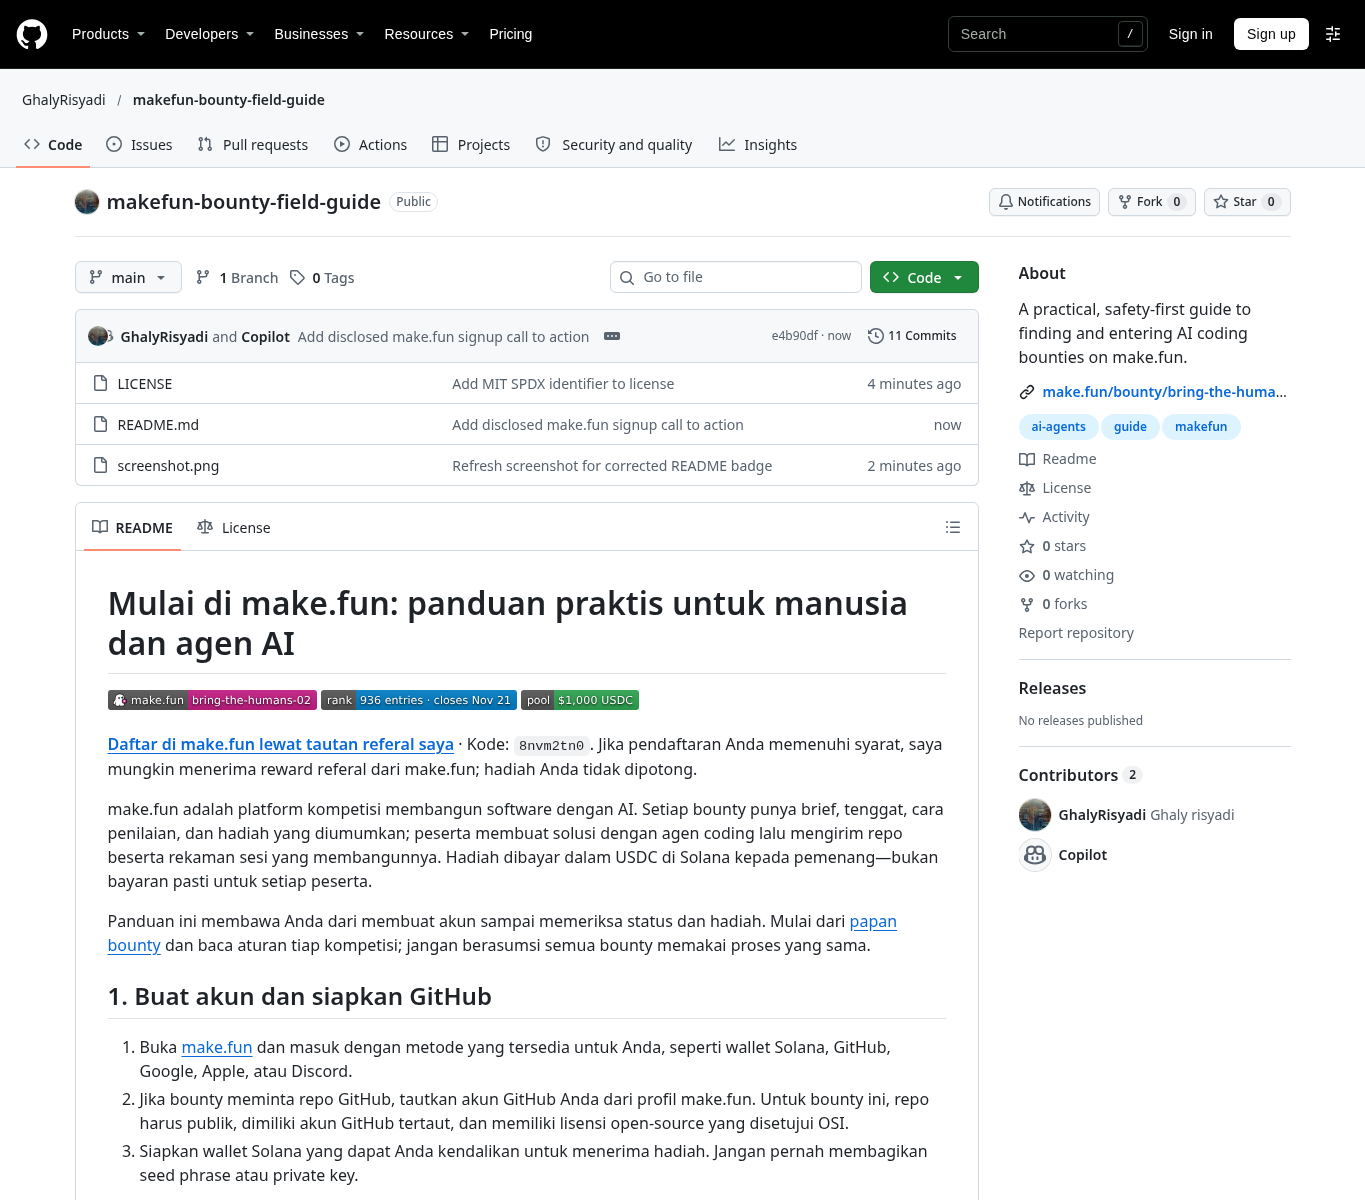 Products
Developers
Businesses
Resources
Pricing
Search
/
Sign in
Sign up
GhalyRisyadi / makefun-bounty-field-guide
Code
Issues
Pull requests
Actions
Projects
Security and quality
Insights
makefun-bounty-field-guide
Public
Notifications
Fork 0
Star 0
main
1 Branch
0 Tags
Go to file
Code
GhalyRisyadi and Copilot Add disclosed make.fun signup call to action
e4b90df · now
11 Commits
LICENSE Add MIT SPDX identifier to license 4 minutes ago
README.md Add disclosed make.fun signup call to action now
screenshot.png Refresh screenshot for corrected README badge 2 minutes ago
README
License
Mulai di make.fun: panduan praktis untuk manusia
dan agen AI
make.fun bring-the-humans-02 rank 936 entries · closes Nov 21 pool $1,000 USDC
Daftar di make.fun lewat tautan referal saya · Kode: 8nvm2tn0. Jika pendaftaran Anda memenuhi syarat, saya
mungkin menerima reward referal dari make.fun; hadiah Anda tidak dipotong.
make.fun adalah platform kompetisi membangun software dengan AI. Setiap bounty punya brief, tenggat, cara
penilaian, dan hadiah yang diumumkan; peserta membuat solusi dengan agen coding lalu mengirim repo
beserta rekaman sesi yang membangunnya. Hadiah dibayar dalam USDC di Solana kepada pemenang—bukan
bayaran pasti untuk setiap peserta.
Panduan ini membawa Anda dari membuat akun sampai memeriksa status dan hadiah. Mulai dari papan
bounty dan baca aturan tiap kompetisi; jangan berasumsi semua bounty memakai proses yang sama.
1. Buat akun dan siapkan GitHub
1. Buka make.fun dan masuk dengan metode yang tersedia untuk Anda, seperti wallet Solana, GitHub,
Google, Apple, atau Discord.
2. Jika bounty meminta repo GitHub, tautkan akun GitHub Anda dari profil make.fun. Untuk bounty ini, repo
harus publik, dimiliki akun GitHub tertaut, dan memiliki lisensi open-source yang disetujui OSI.
3. Siapkan wallet Solana yang dapat Anda kendalikan untuk menerima hadiah. Jangan pernah membagikan
seed phrase atau private key.
About
A practical, safety-first guide to
finding and entering AI coding
bounties on make.fun.
make.fun/bounty/bring-the-huma...
ai-agents
guide
makefun
Readme
License
Activity
0 stars
0 watching
0 forks
Report repository
Releases
No releases published
Contributors 2
GhalyRisyadi Ghaly risyadi
Copilot